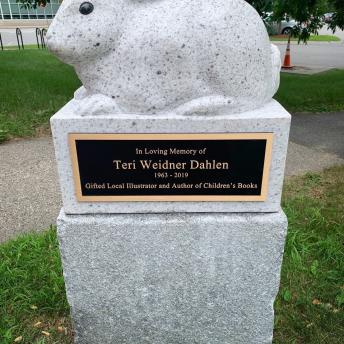 In Loving Memory of
Teri Weidner Dahlen
1963 - 2019
Gifted Local Illustrator and Author of Children's Books